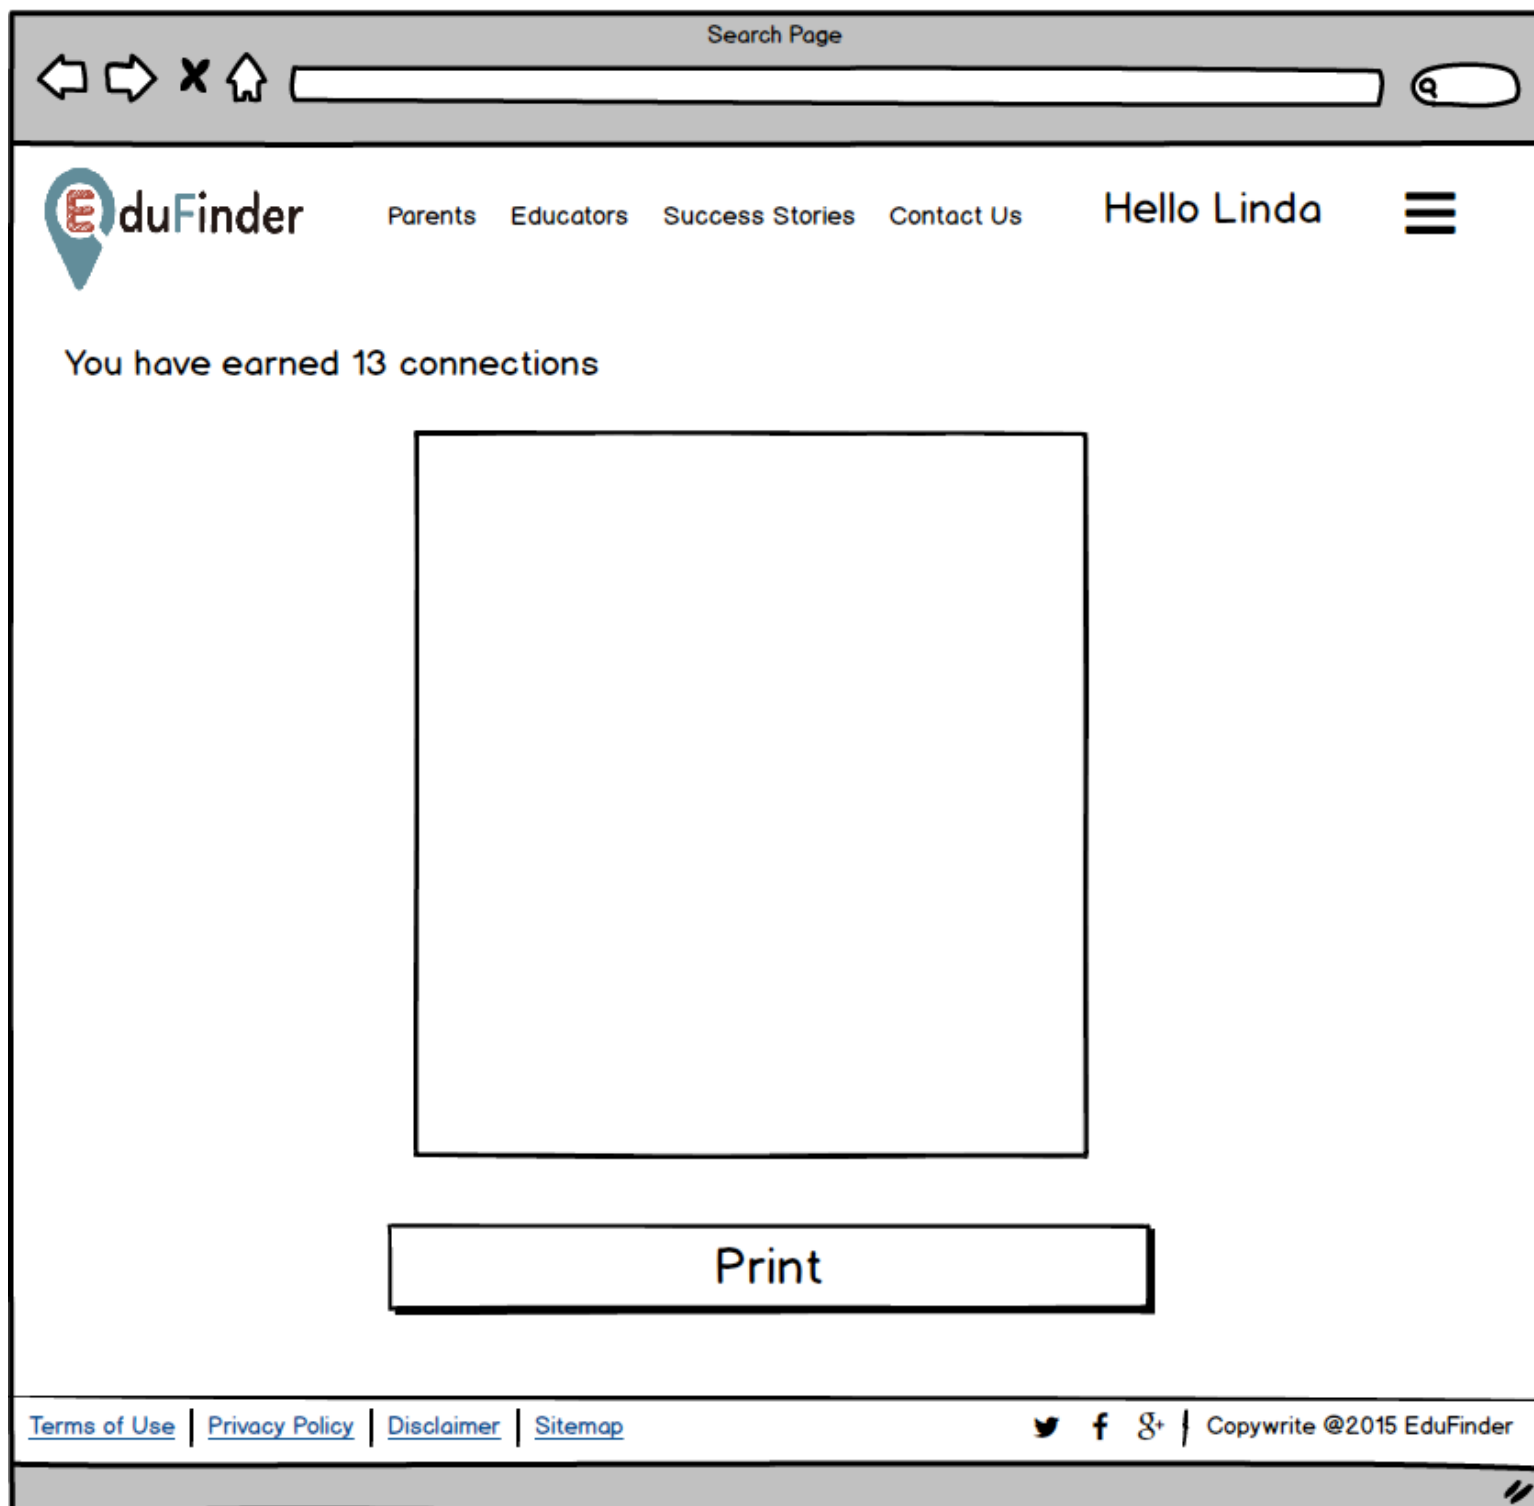 Search Page
EduFinder
Parents Educators Success Stories Contact Us Hello Linda
You have earned 13 connections
Print
Terms of Use | Privacy Policy | Disclaimer | Sitemap
g+ | Copywrite @2015 EduFinder